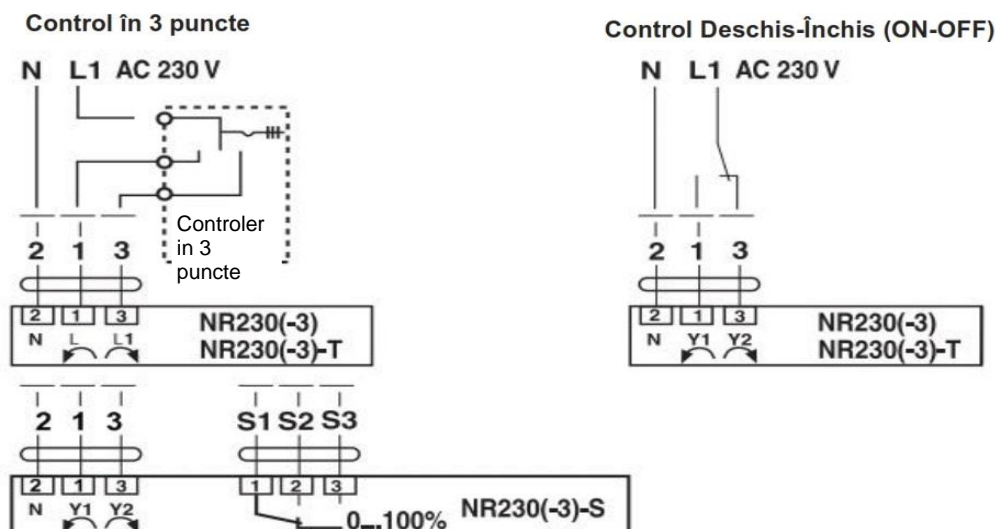 Control în 3 puncte
N L1 AC 230 V
Controler
in 3
puncte
2 1 3
2 1 3
N L L1
NR230(-3)
NR230(-3)-T
2 1 3
S1 S2 S3
2 1 3
N Y1 Y2
1 2 3
0....100%
NR230(-3)-S
Control Deschis-Închis (ON-OFF)
N L1 AC 230 V
2 1 3
2 1 3
N Y1 Y2
NR230(-3)
NR230(-3)-T